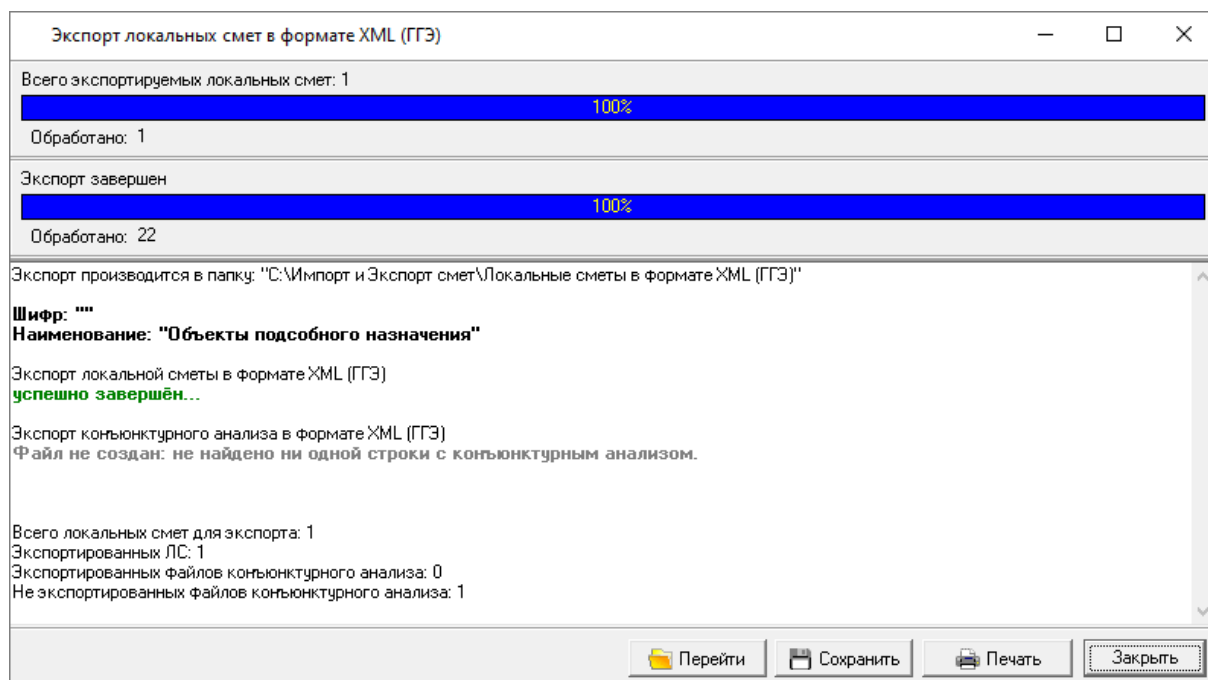 Экспорт локальных смет в формате XML (ГГЭ)
Всего экспортируемых локальных смет: 1
100%
Обработано: 1
Экспорт завершен
100%
Обработано: 22
Экспорт производится в папку: "C:\Импорт и Экспорт смет\Локальные сметы в формате XML (ГГЭ)"
Шифр: ""
Наименование: "Объекты подсобного назначения"
Экспорт локальной сметы в формате XML (ГГЭ)
успешно завершён...
Экспорт конъюнктурного анализа в формате XML (ГГЭ)
Файл не создан: не найдено ни одной строки с конъюнктурным анализом.
Всего локальных смет для экспорта: 1
Экспортированных ЛС: 1
Экспортированных файлов конъюнктурного анализа: 0
Не экспортированных файлов конъюнктурного анализа: 1
Перейти Сохранить Печать Закрыть